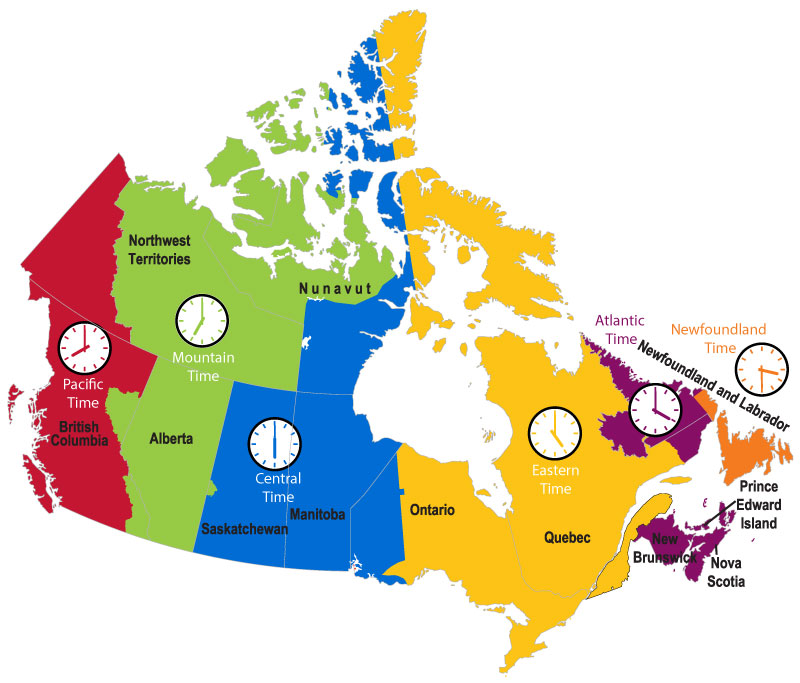 Northwest
Territories
Nunavut
Mountain
Time
Pacific
Time
British
Columbia
Alberta
Central
Time
Saskatchewan
Manitoba
Ontario
Eastern
Time
Quebec
Atlantic
Time
Newfoundland
Time
Newfoundland and Labrador
Prince
Edward
Island
New
Brunswick
Nova
Scotia